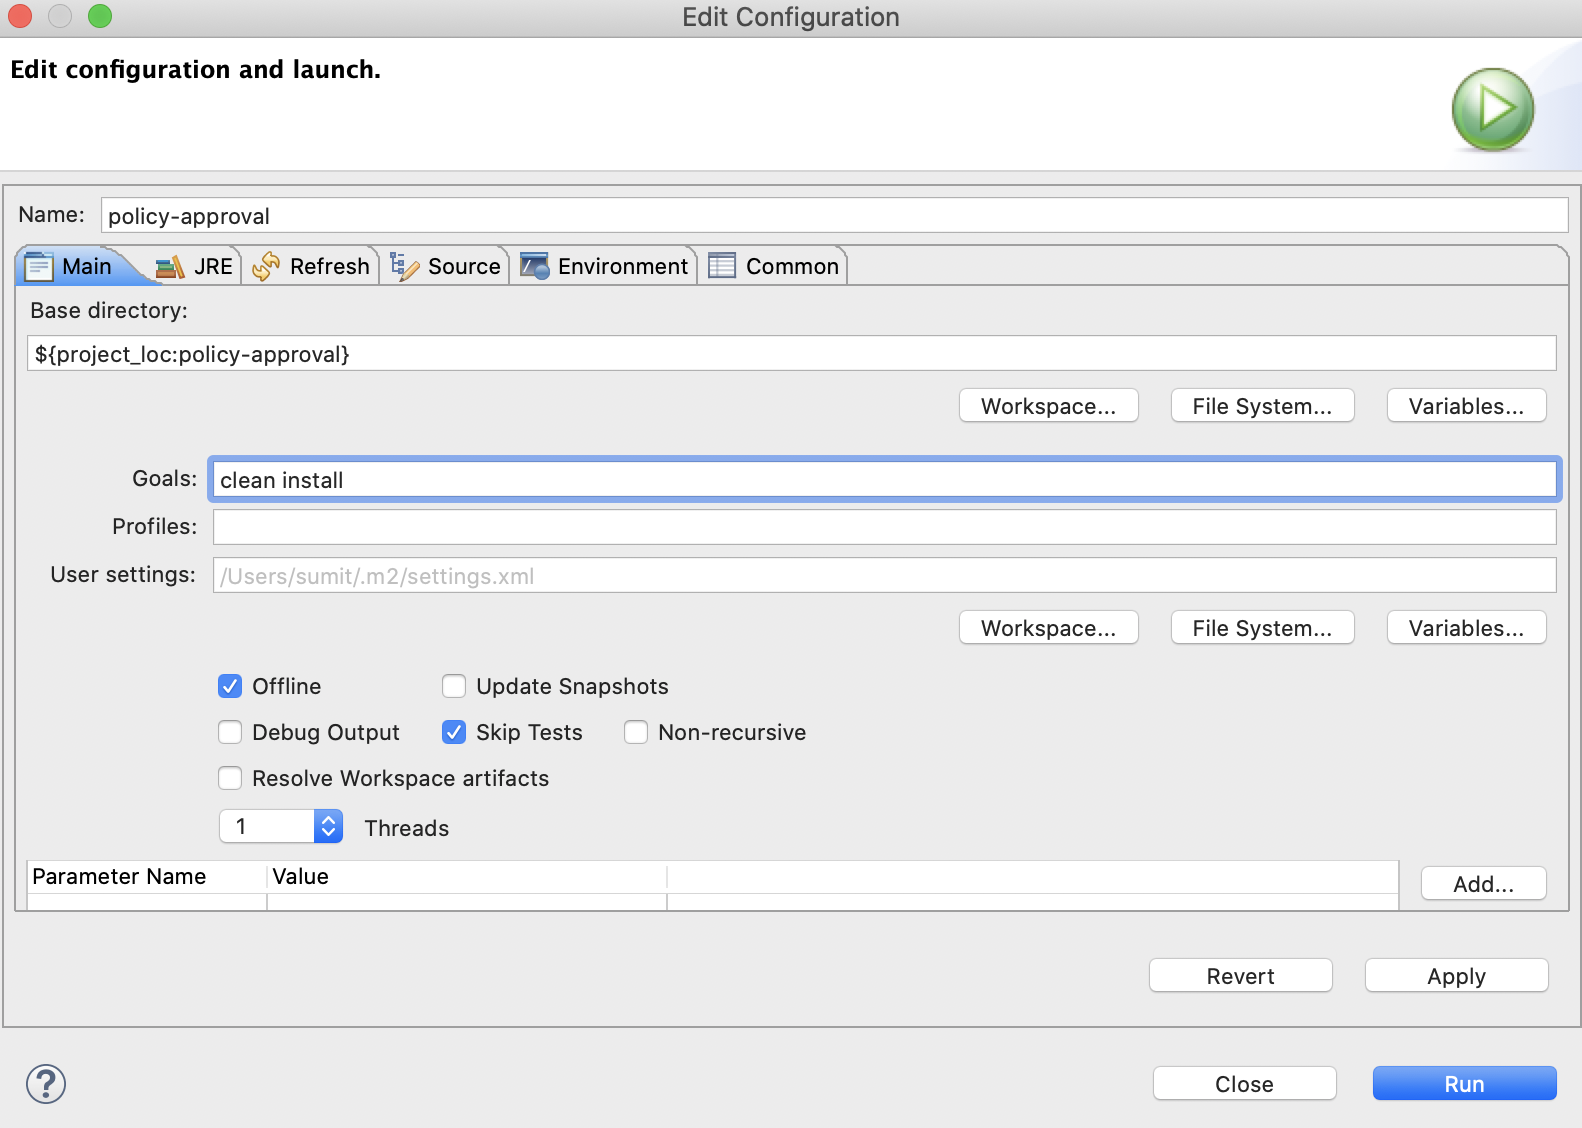 Edit Configuration
Edit configuration and launch.
Name: policy-approval
Main JRE Refresh Source Environment Common
Base directory:
${project_loc:policy-approval}
Workspace... File System... Variables...
Goals: clean install
Profiles:
User settings: /Users/sumit/.m2/settings.xml
Workspace... File System... Variables...
Offline Update Snapshots
Debug Output Skip Tests Non-recursive
Resolve Workspace artifacts
1 Threads
Parameter Name Value Add...
Revert Apply
? Close Run